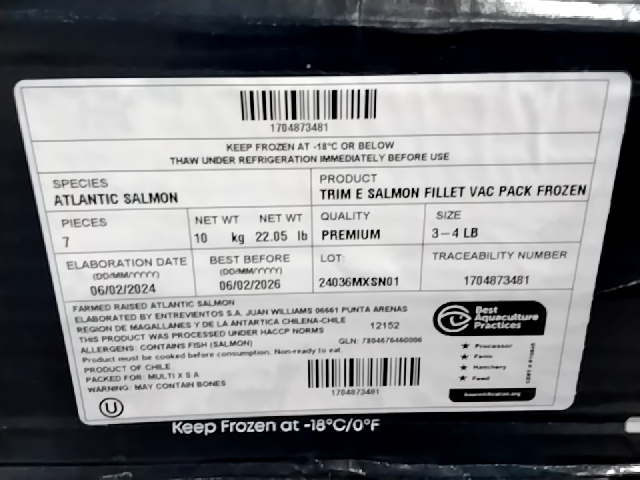 1704873481
KEEP FROZEN AT -18°C OR BELOW
THAW UNDER REFRIGERATION IMMEDIATELY BEFORE USE
SPECIES
ATLANTIC SALMON
PRODUCT
TRIM E SALMON FILLET VAC PACK FROZEN
PIECES
7
NET WT NET WT
10 kg 22.05 lb
QUALITY
PREMIUM
SIZE
3-4 LB
ELABORATION DATE
(DD/MM/YYYY)
06/02/2024
BEST BEFORE
(DD/MM/YYYY)
06/02/2026
LOT:
24036MXSN01
TRACEABILITY NUMBER
1704873481
FARMED RAISED ATLANTIC SALMON
ELABORATED BY ENTREVIENTOS S.A. JUAN WILLIAMS 06661 PUNTA ARENAS
REGION DE MAGALLANES Y DE LA ANTARTICA CHILENA-CHILE
THIS PRODUCT WAS PROCESSED UNDER HACCP NORMS 12152
ALLERGENS: CONTAINS FISH (SALMON) GLN: 7804676460006
Product must be cooked before consumption. Non-ready to eat.
PRODUCT OF CHILE
PACKED FOR: MULTI X S A
WARNING: MAY CONTAIN BONES
1704873481
U
Best
Aquaculture
Practices
★ Processor
★ Farm
★ Hatchery
★ Feed
bapcertification.org
Keep Frozen at -18°C/0°F